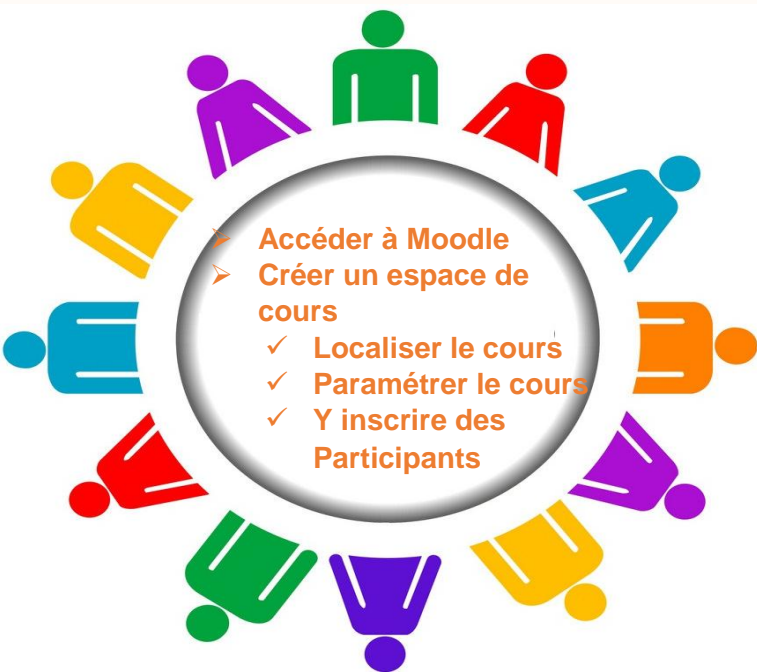 ➢ Accéder à Moodle
➢ Créer un espace de
cours
✓ Localiser le cours
✓ Paramétrer le cours
✓ Y inscrire des
Participants